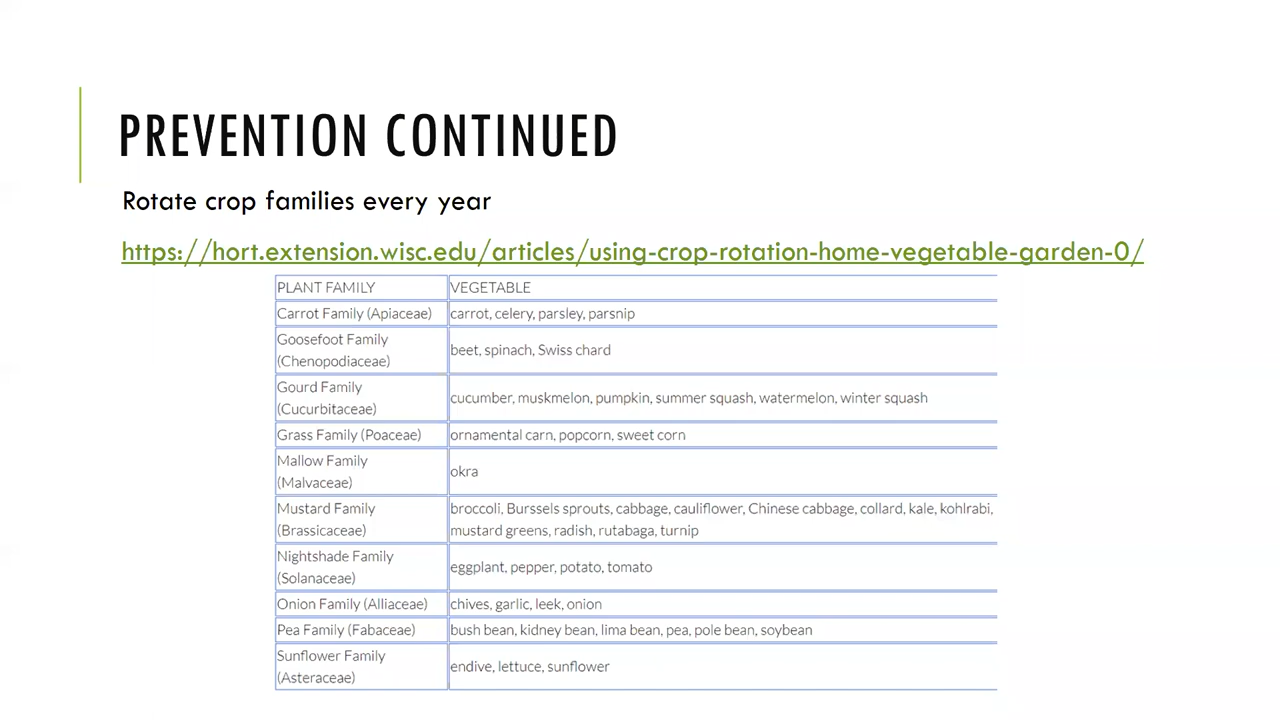 PREVENTION CONTINUED
Rotate crop families every year
https://hort.extension.wisc.edu/articles/using-crop-rotation-home-vegetable-garden-0/
PLANT FAMILY VEGETABLE
Carrot Family (Apiaceae) carrot, celery, parsley, parsnip
Goosefoot Family
(Chenopodiaceae)
beet, spinach, Swiss chard
Gourd Family
(Cucurbitaceae)
cucumber, muskmelon, pumpkin, summer squash, watermelon, winter squash
Grass Family (Poaceae) ornamental carn, popcorn, sweet corn
Mallow Family
(Malvaceae)
okra
Mustard Family
(Brassicaceae)
broccoli, Burssels sprouts, cabbage, cauliflower, Chinese cabbage, collard, kale, kohlrabi,
mustard greens, radish, rutabaga, turnip
Nightshade Family
(Solanaceae)
eggplant, pepper, potato, tomato
Onion Family (Alliaceae) chives, garlic, leek, onion
Pea Family (Fabaceae) bush bean, kidney bean, lima bean, pea, pole bean, soybean
Sunflower Family
(Asteraceae)
endive, lettuce, sunflower